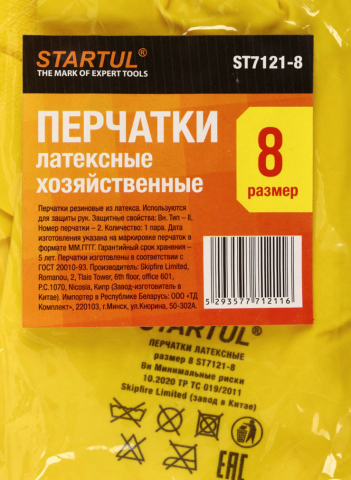 STARTUL®
THE MARK OF EXPERT TOOLS
ST7121-8
ПЕРЧАТКИ
латексные
хозяйственные
8
размер
Перчатки резиновые из латекса. Используются
для защиты рук. Защитные свойства: Вн. Тип – II.
Номер перчатки – 2. Количество: 1 пара. Дата
изготовления указана на маркировке перчаток в
формате ММ.ГГГГ. Гарантийный срок хранения –
5 лет. Перчатки изготовлены в соответствии с
ГОСТ 20010-93. Производитель: Skipfire Limited,
Romanou, 2, Tlais Tower, 6th floor, office 601,
P.C.1070, Nicosia, Кипр (Завод-изготовитель в
Китае). Импортер в Республике Беларусь: ООО «ТД
Комплект», 220103, г.Минск, ул.Кнорина, 50-302А.
5 293577 712116
STARTUL®
ПЕРЧАТКИ ЛАТЕКСНЫЕ
размер 8 ST7121-8
Ви Минимальные риски
10.2020 ТР ТС 019/2011
Skipfire Limited (завод в Китае)
EAC